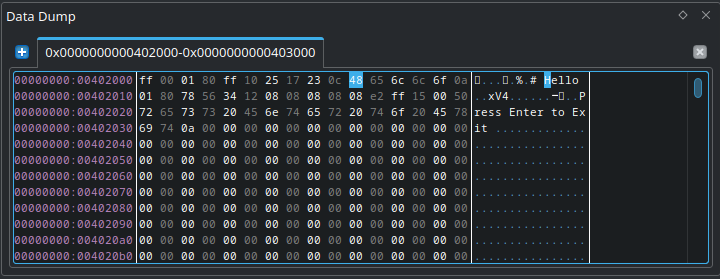 Data Dump
0x0000000000402000-0x0000000000403000
00000000:00402000 ff 00 01 80 ff 10 25 17 23 0c 48 65 6c 6c 6f 0a ▯...▯.%.# Hello
00000000:00402010 01 80 78 56 34 12 08 08 08 08 08 e2 ff 15 00 50 ..xV4......¬▯..P
00000000:00402020 72 65 73 73 20 45 6e 74 65 72 20 74 6f 20 45 78 ress Enter to Ex
00000000:00402030 69 74 0a 00 00 00 00 00 00 00 00 00 00 00 00 00 it .............
00000000:00402040 00 00 00 00 00 00 00 00 00 00 00 00 00 00 00 00 ................
00000000:00402050 00 00 00 00 00 00 00 00 00 00 00 00 00 00 00 00 ................
00000000:00402060 00 00 00 00 00 00 00 00 00 00 00 00 00 00 00 00 ................
00000000:00402070 00 00 00 00 00 00 00 00 00 00 00 00 00 00 00 00 ................
00000000:00402080 00 00 00 00 00 00 00 00 00 00 00 00 00 00 00 00 ................
00000000:00402090 00 00 00 00 00 00 00 00 00 00 00 00 00 00 00 00 ................
00000000:004020a0 00 00 00 00 00 00 00 00 00 00 00 00 00 00 00 00 ................
00000000:004020b0 00 00 00 00 00 00 00 00 00 00 00 00 00 00 00 00 ................